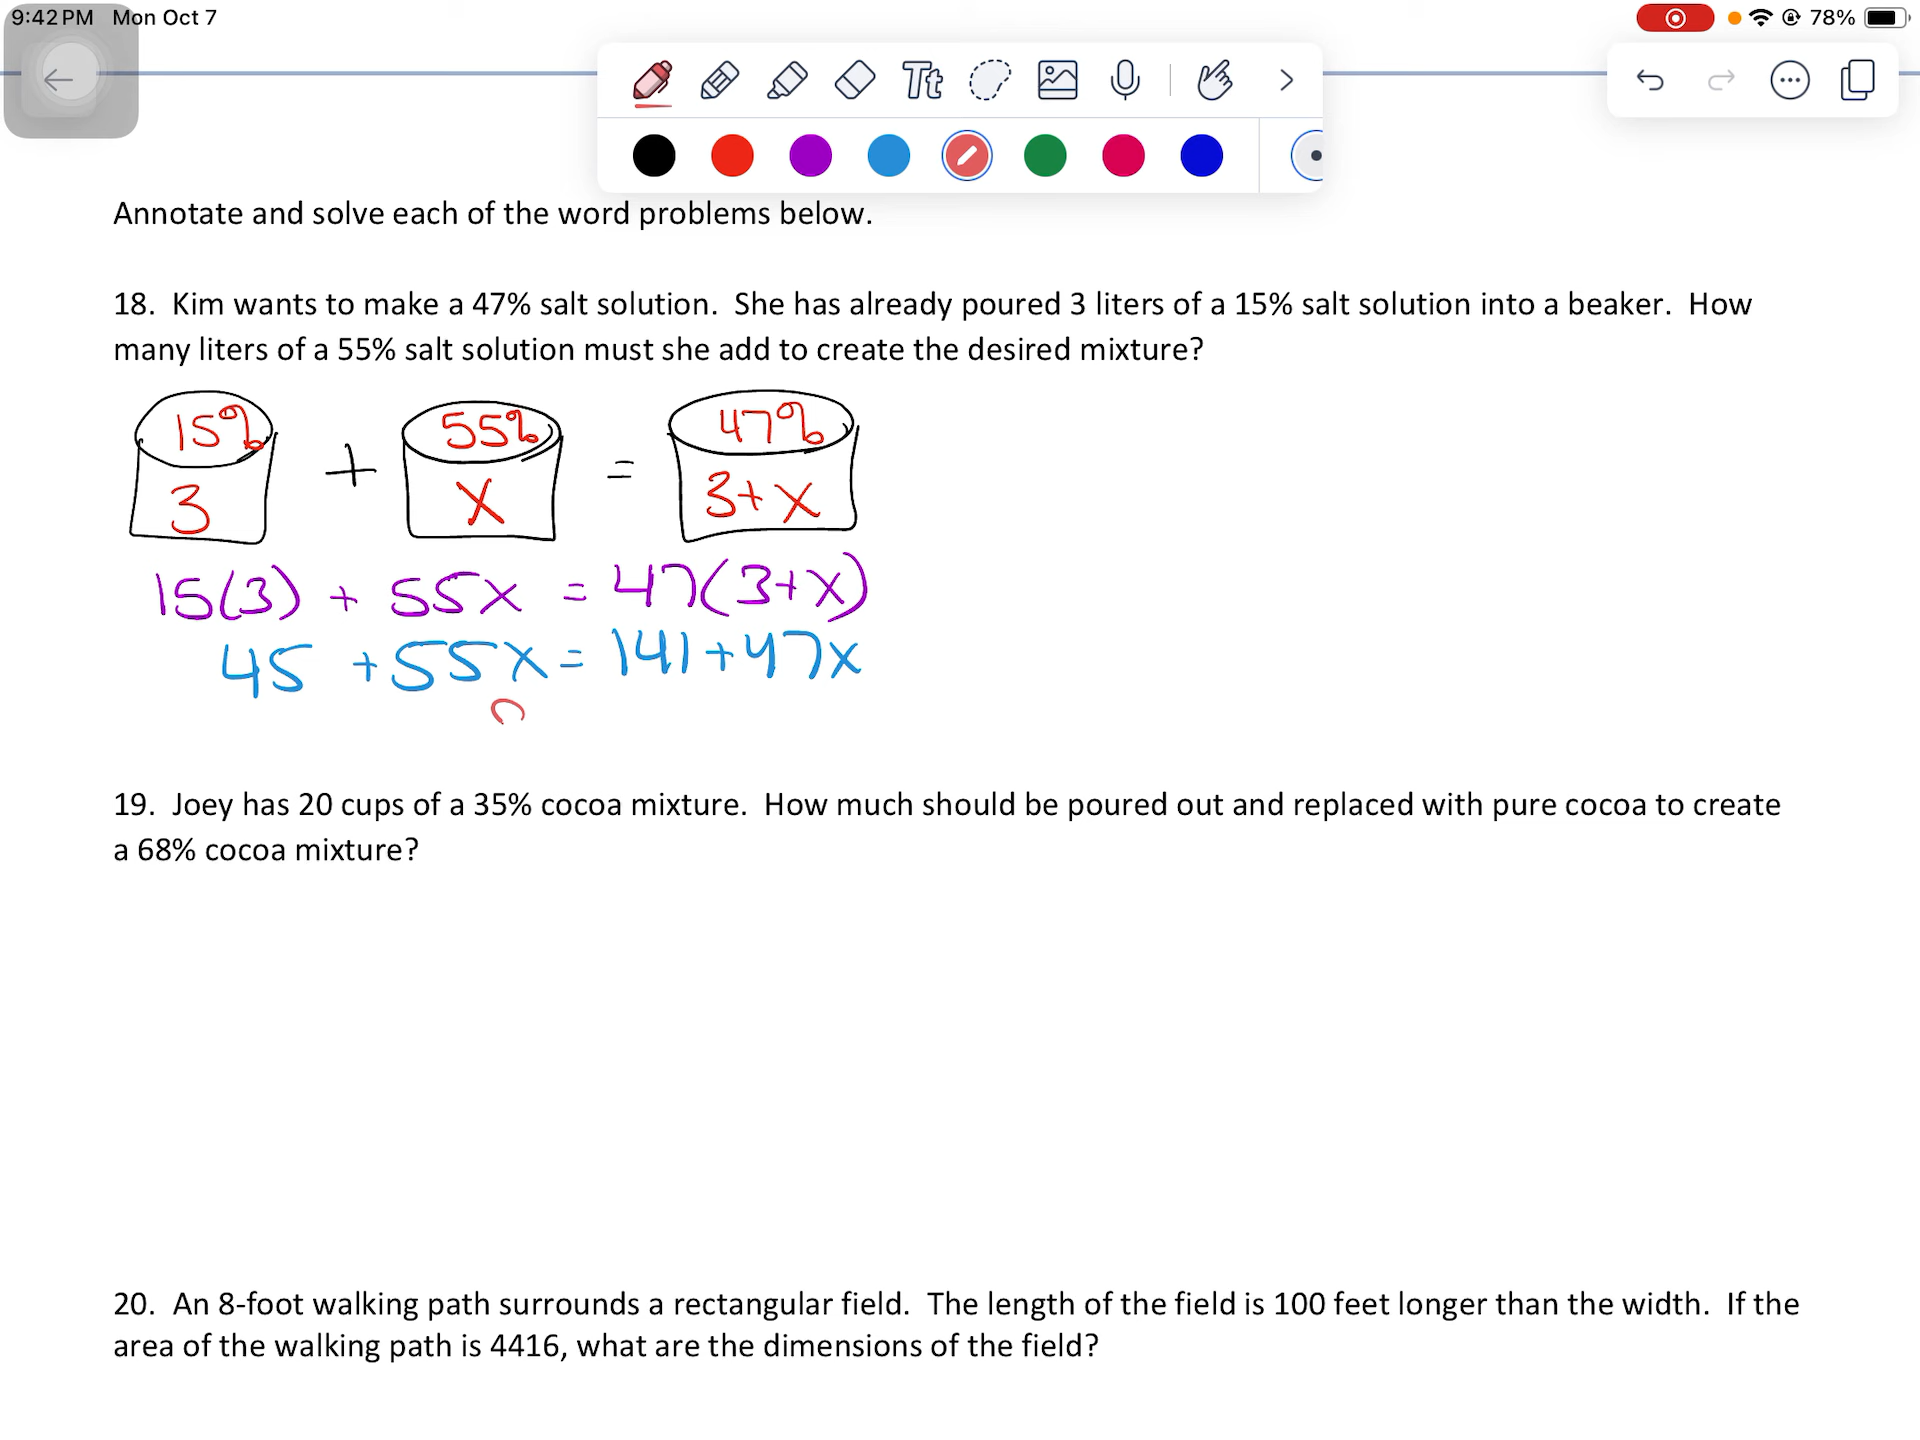 9:42 PM Mon Oct 7 78%
Tt
Annotate and solve each of the word problems below.
18. Kim wants to make a 47% salt solution. She has already poured 3 liters of a 15% salt solution into a beaker. How
many liters of a 55% salt solution must she add to create the desired mixture?
15% 55% 47%
3 + x = 3+x
15(3) + 55x = 47(3+x)
45 +55x = 141+47x
19. Joey has 20 cups of a 35% cocoa mixture. How much should be poured out and replaced with pure cocoa to create
a 68% cocoa mixture?
20. An 8-foot walking path surrounds a rectangular field. The length of the field is 100 feet longer than the width. If the
area of the walking path is 4416, what are the dimensions of the field?